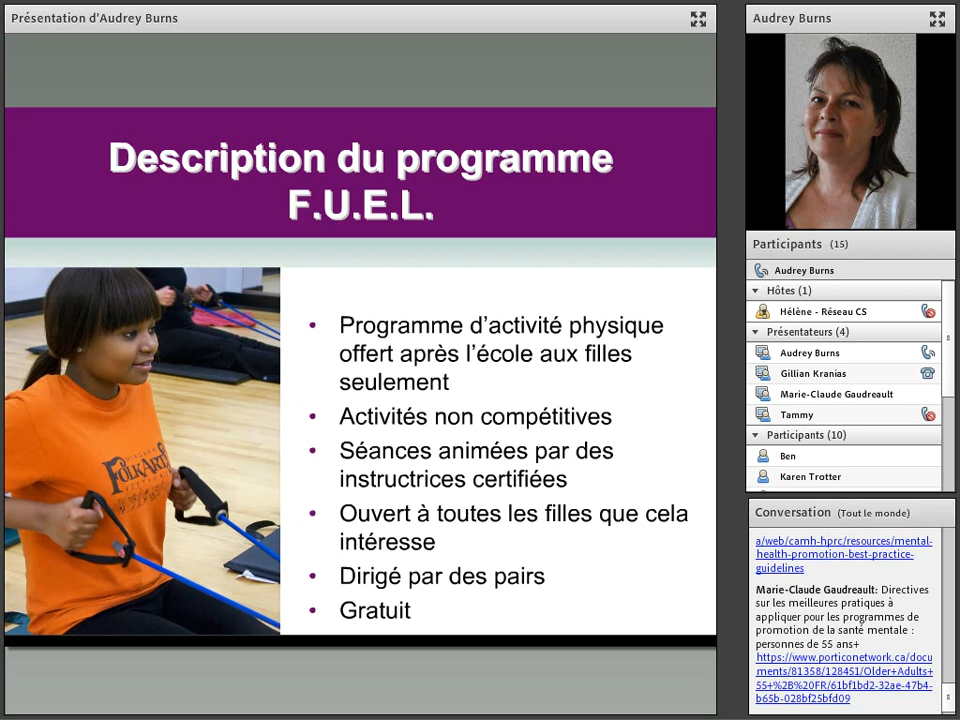 Présentation d'Audrey Burns
Description du programme
F.U.E.L.
FOLKARTS
• Programme d'activité physique
offert après l'école aux filles
seulement
• Activités non compétitives
• Séances animées par des
instructrices certifiées
• Ouvert à toutes les filles que cela
intéresse
• Dirigé par des pairs
• Gratuit
Audrey Burns
Participants (15)
Audrey Burns
Hôtes (1)
Hélène - Réseau CS
Présentateurs (4)
Audrey Burns
Gillian Kranias
Marie-Claude Gaudreault
Tammy
Participants (10)
Ben
Karen Trotter
Conversation (Tout le monde)
a/web/camh-hprc/resources/mental-
health-promotion-best-practice-
guidelines
Marie-Claude Gaudreault: Directives
sur les meilleures pratiques à
appliquer pour les programmes de
promotion de la santé mentale :
personnes de 55 ans+
https://www.porticonetwork.ca/docu
ments/81358/128451/Older+Adults+
55+%2B%20FR/61bf1bd2-32ae-47b4-
b65b-028bf25bfd09